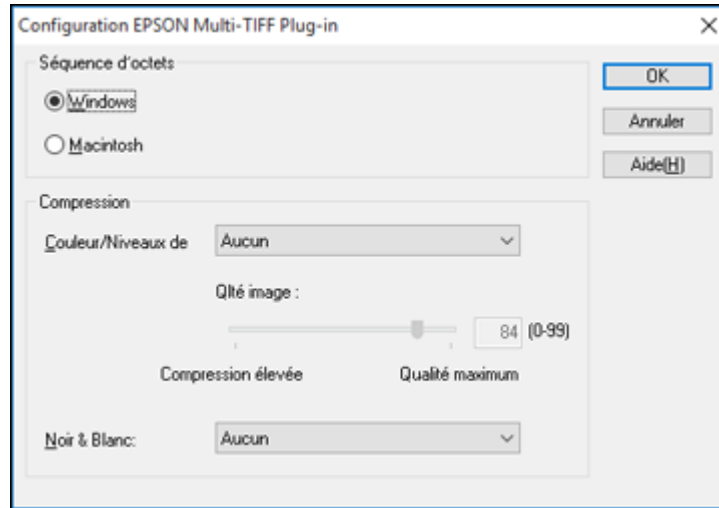 Configuration EPSON Multi-TIFF Plug-in
Séquence d'octets
Windows
Macintosh
OK
Annuler
Aide(H)
Compression
Couleur/Niveaux de
Aucun
Qlté image :
84 (0-99)
Compression élevée
Qualité maximum
Noir & Blanc:
Aucun